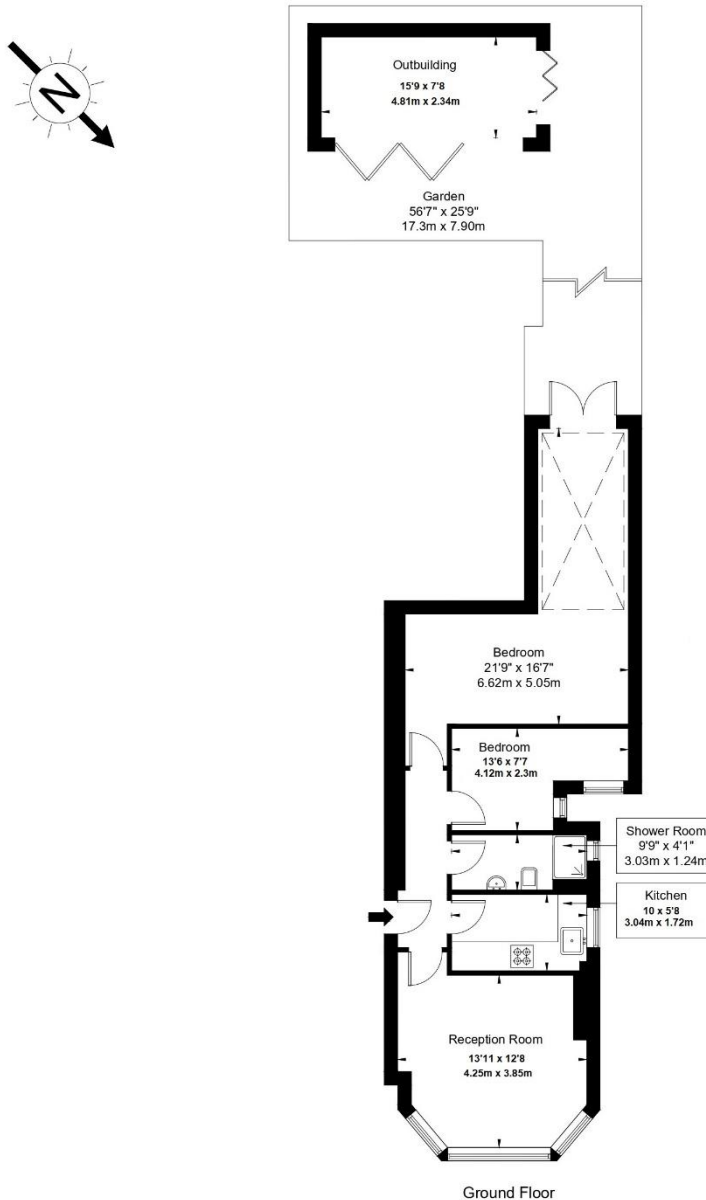 N
Outbuilding
15'9 x 7'8
4.81m x 2.34m
Garden
56'7" x 25'9"
17.3m x 7.90m
Bedroom
21'9" x 16'7"
6.62m x 5.05m
Bedroom
13'6 x 7'7
4.12m x 2.3m
Shower Room
9'9" x 4'1"
3.03m x 1.24m
Kitchen
10 x 5'8
3.04m x 1.72m
Reception Room
13'11 x 12'8
4.25m x 3.85m
Ground Floor